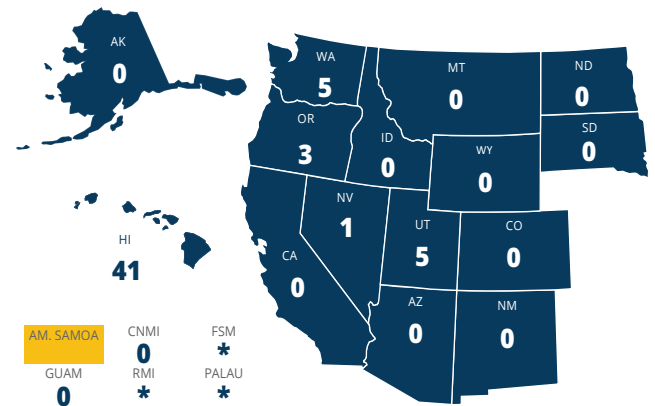 AK
0
WA
5
MT
0
ND
0
OR
3
ID
0
WY
0
SD
0
HI
41
NV
1
UT
5
CO
0
CA
0
AZ
0
NM
0
AM. SAMOA
CNMI
0
FSM
*
GUAM
0
RMI
*
PALAU
*